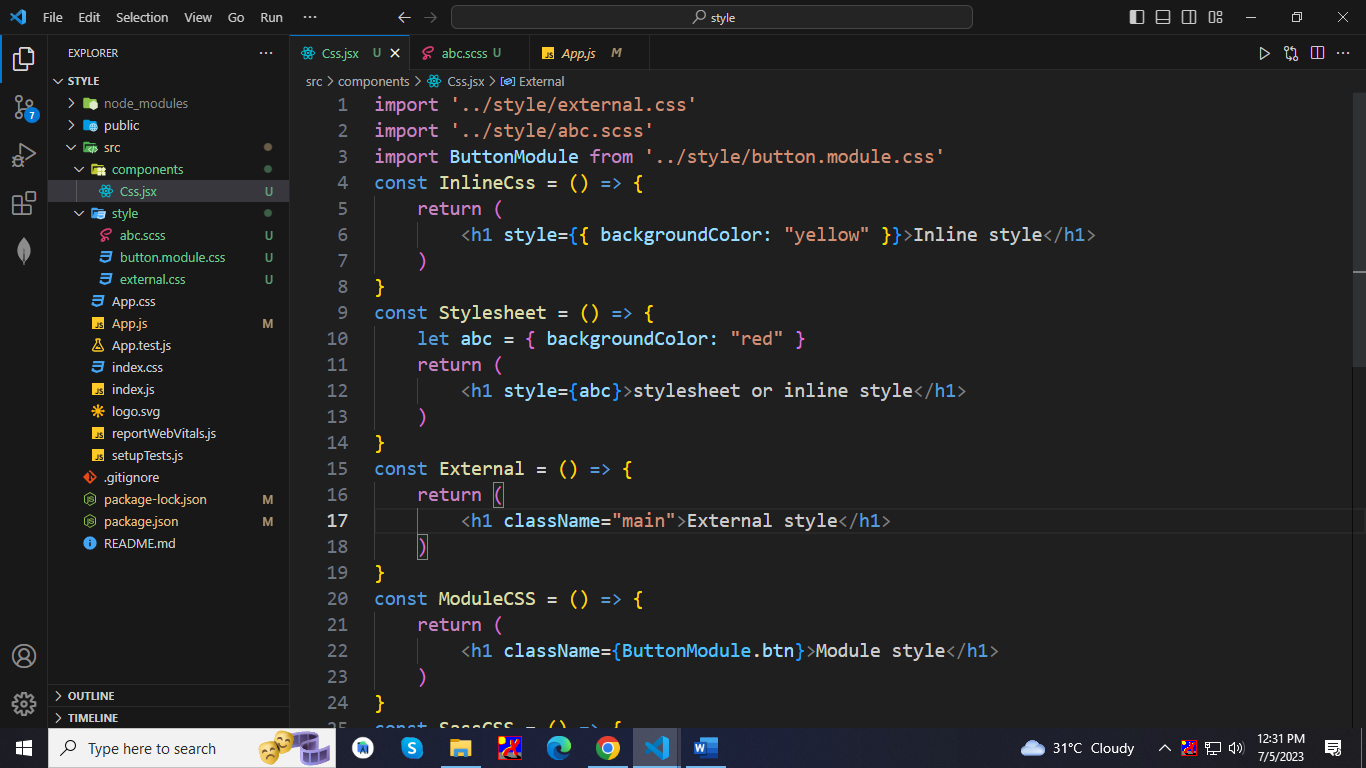 File Edit Selection View Go Run ··· style
EXPLORER ···
STYLE
node_modules
public
src
components
Css.jsx U
style
abc.scss U
button.module.css U
external.css U
App.css
App.js M
App.test.js
index.css
index.js
logo.svg
reportWebVitals.js
setupTests.js
.gitignore
package-lock.json M
package.json M
README.md
OUTLINE
TIMELINE
7
Css.jsx U abc.scss U App.js M
src > components > Css.jsx > External
1 import '../style/external.css'
2 import '../style/abc.scss'
3 import ButtonModule from '../style/button.module.css'
4 const InlineCss = () => {
5 return (
6 <h1 style={{ backgroundColor: "yellow" }}>Inline style</h1>
7 )
8 }
9 const Stylesheet = () => {
10 let abc = { backgroundColor: "red" }
11 return (
12 <h1 style={abc}>stylesheet or inline style</h1>
13 )
14 }
15 const External = () => {
16 return (
17 <h1 className="main">External style</h1>
18 )
19 }
20 const ModuleCSS = () => {
21 return (
22 <h1 className={ButtonModule.btn}>Module style</h1>
23 )
24 }
25 const SassCSS = () => {
Type here to search
31°C Cloudy
12:31 PM
7/5/2023